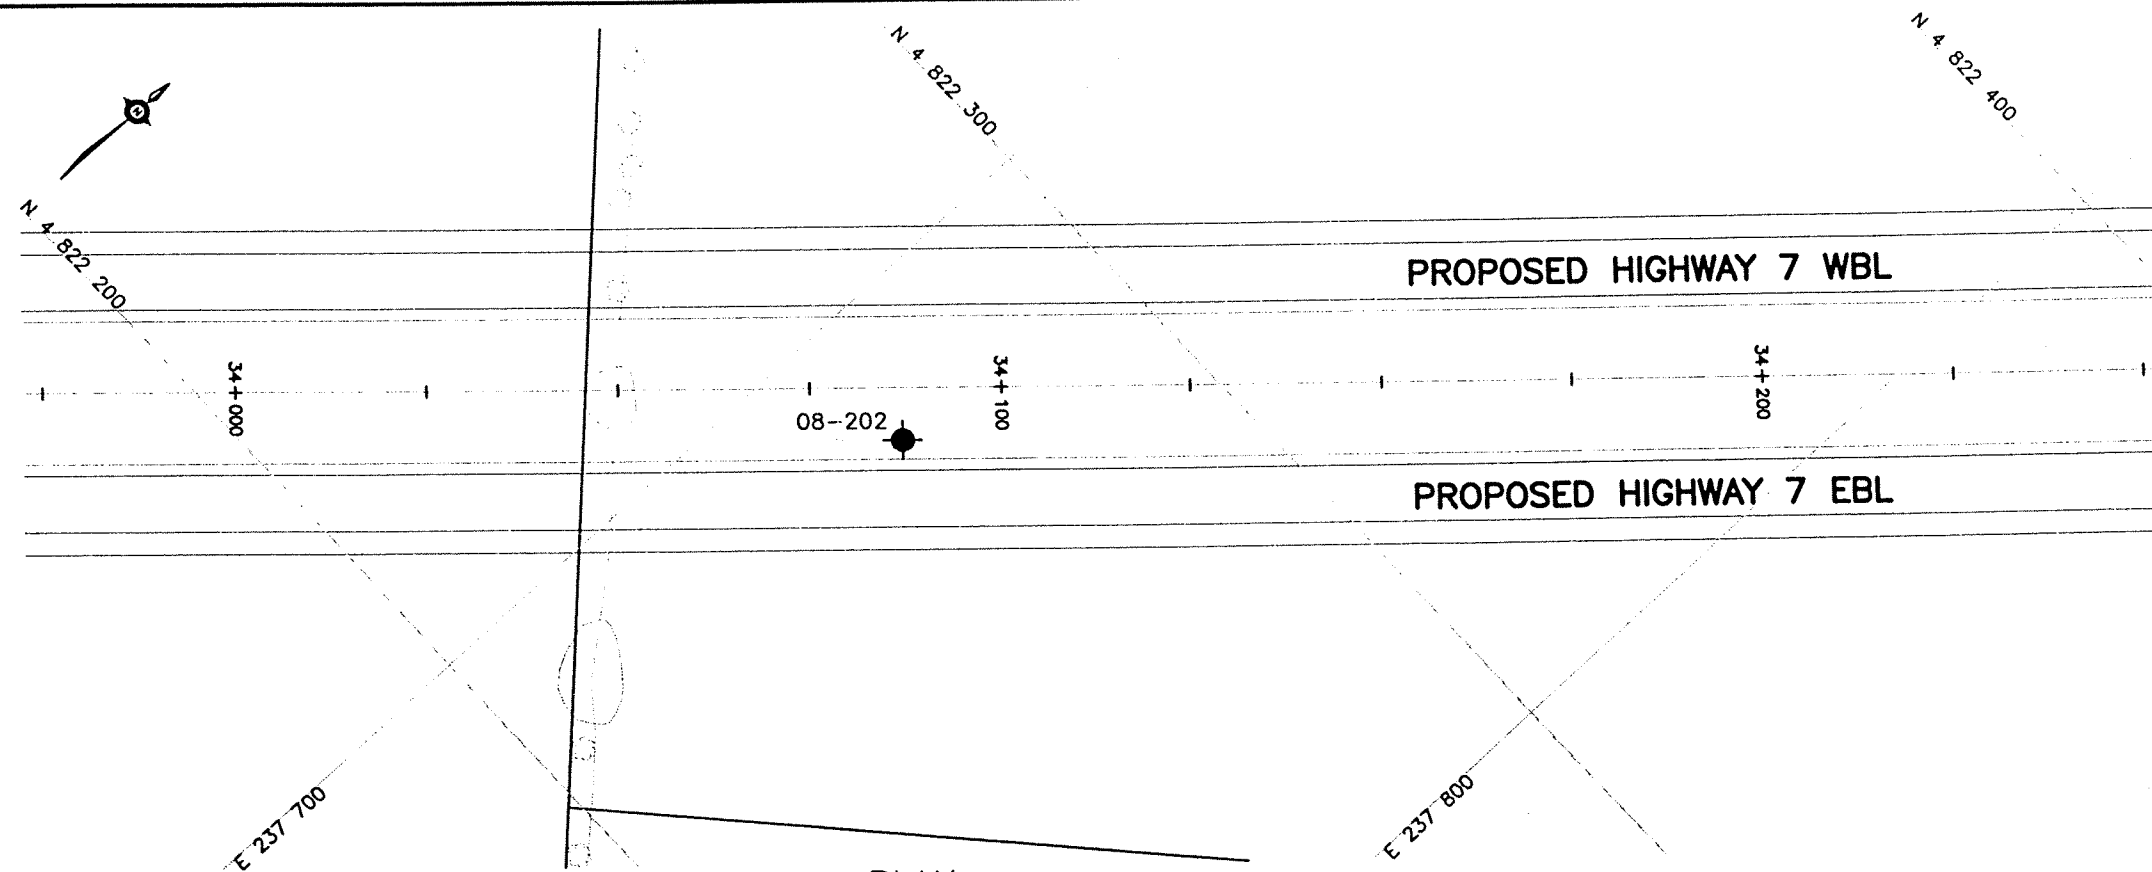 N 4 822 300
N 4 822 400
N
N 4 822 200
PROPOSED HIGHWAY 7 WBL
34+000
34+100
34+200
08-202
PROPOSED HIGHWAY 7 EBL
E 237 700
E 237 800